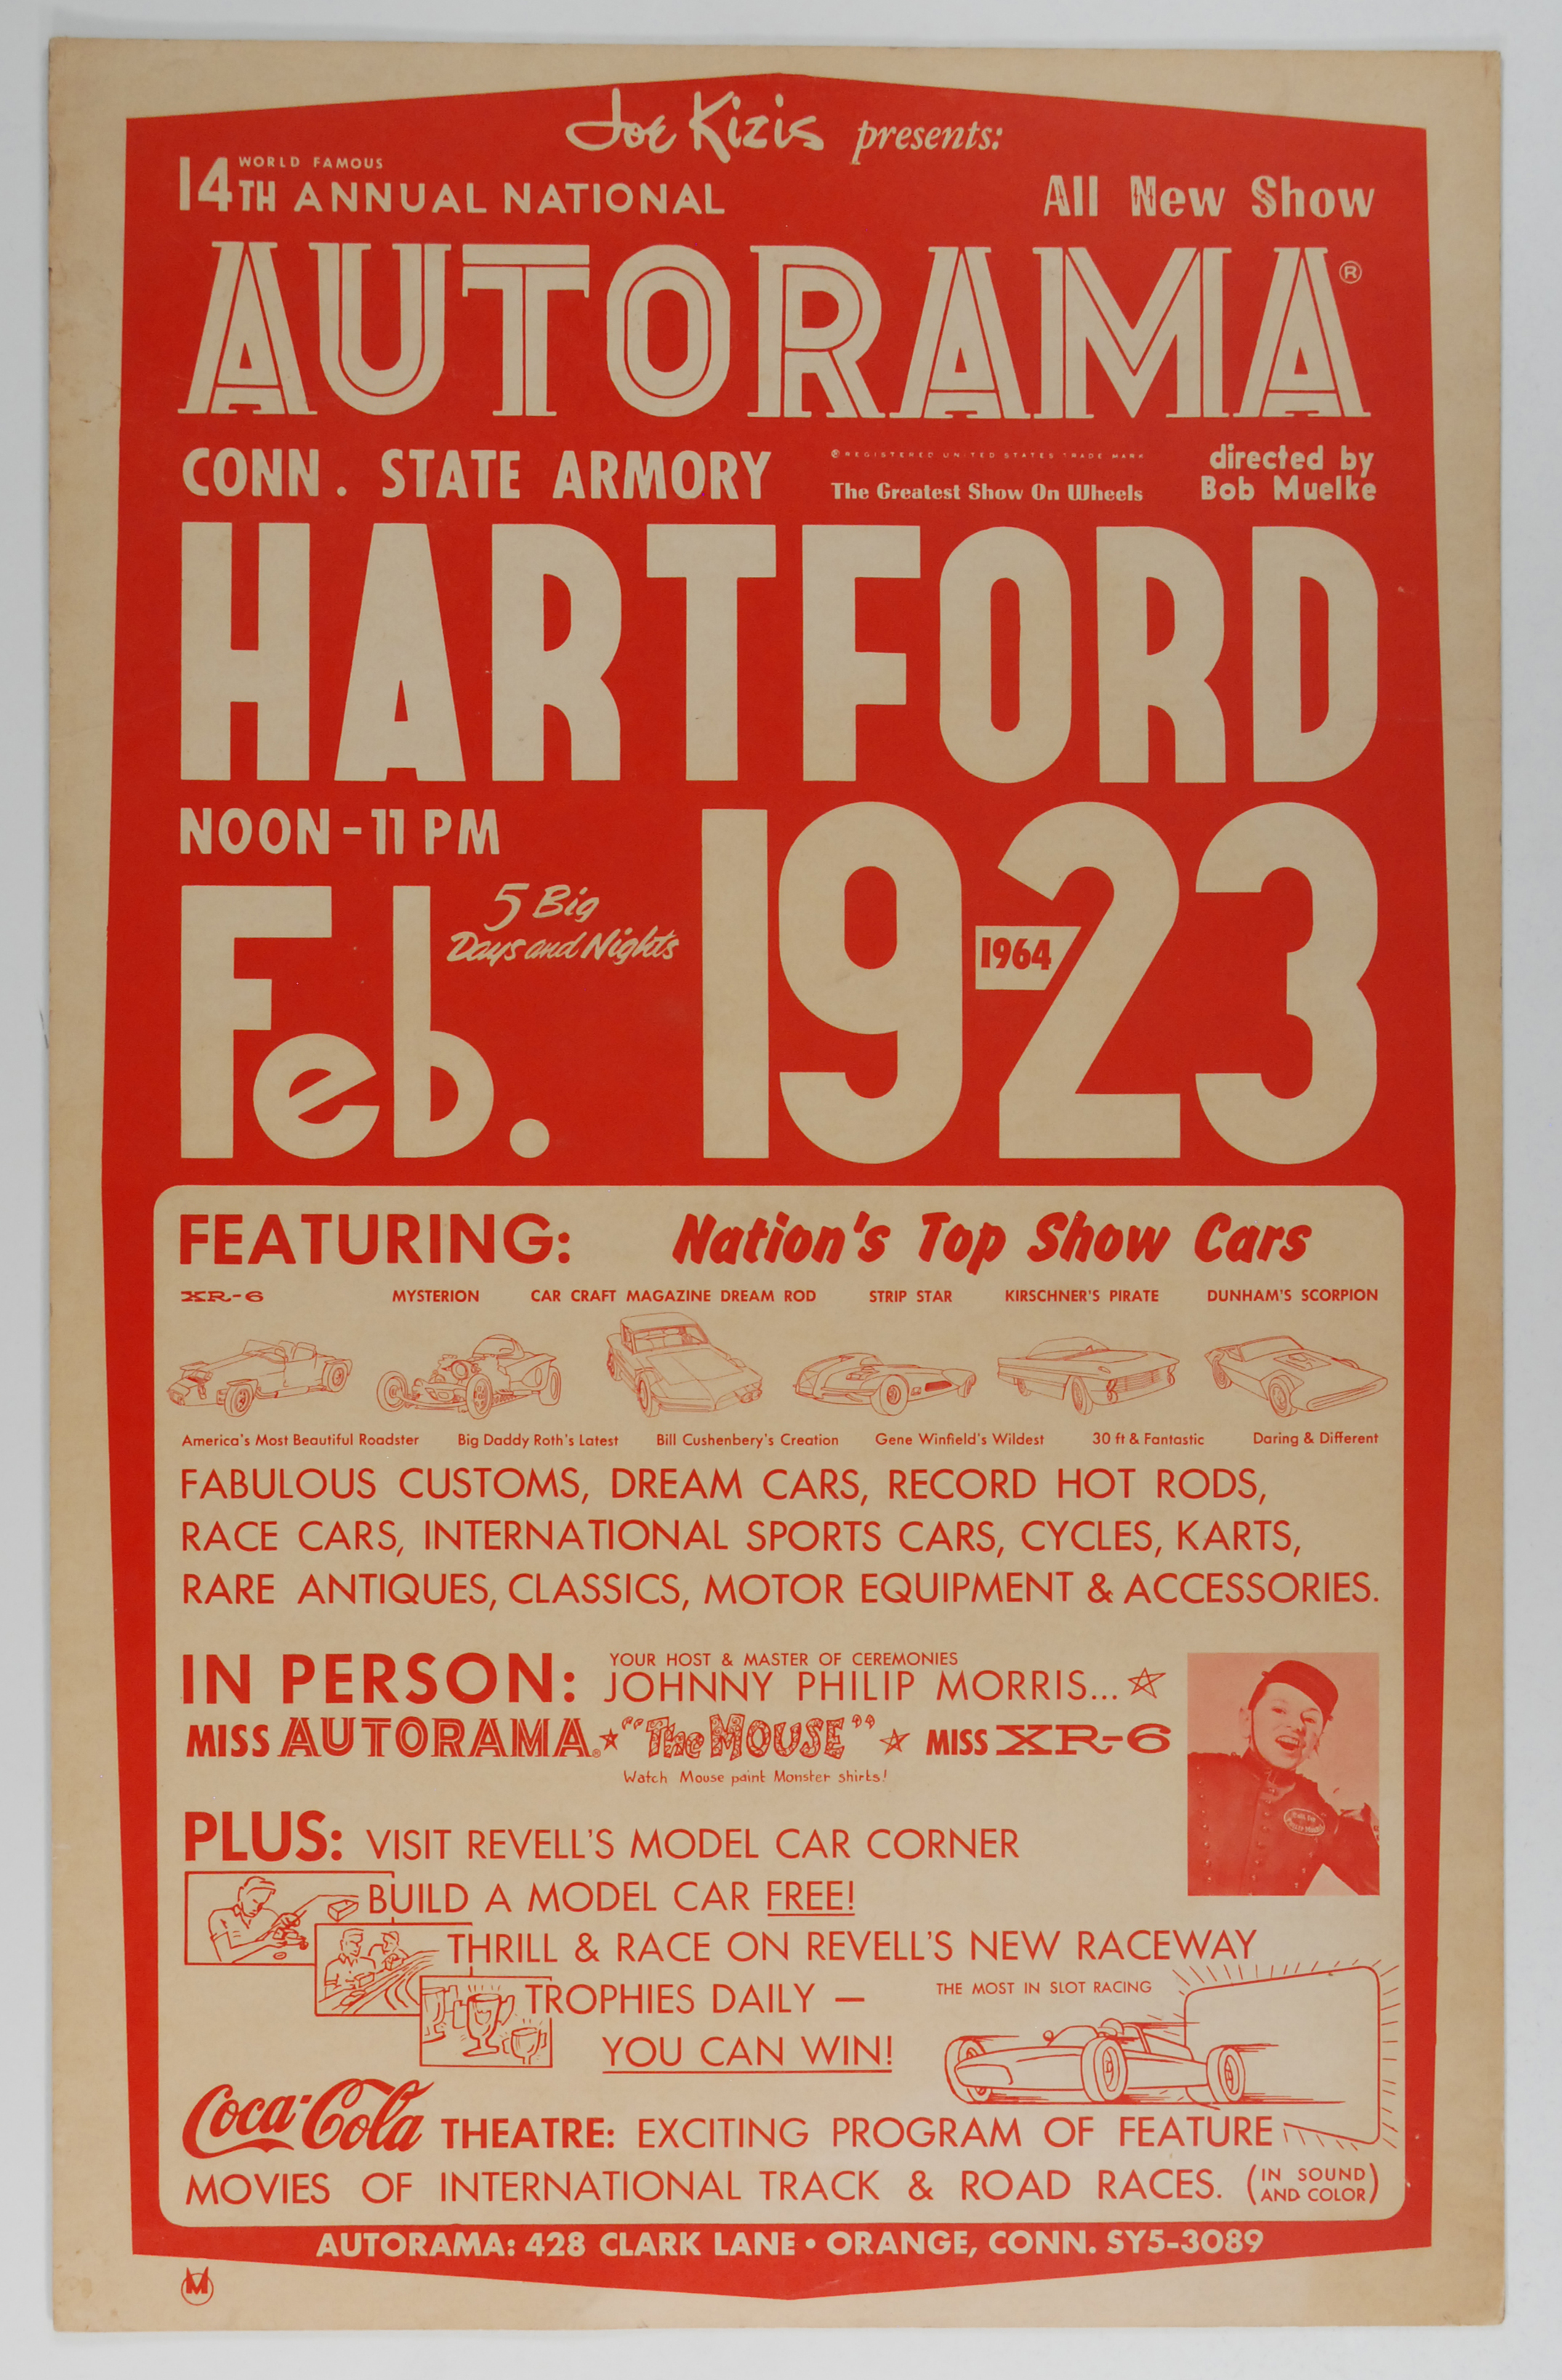 Joe Kizis presents:
WORLD FAMOUS
14TH ANNUAL NATIONAL
All New Show
AUTORAMA®
CONN. STATE ARMORY
® REGISTERED UNITED STATES TRADE MARK
The Greatest Show On Wheels
directed by
Bob Muelke
HARTFORD
NOON-11 PM
Feb. 19-23
5 Big
Days and Nights
1964
FEATURING: Nation's Top Show Cars
XR-6 MYSTERION CAR CRAFT MAGAZINE DREAM ROD STRIP STAR KIRSCHNER'S PIRATE DUNHAM'S SCORPION
America's Most Beautiful Roadster Big Daddy Roth's Latest Bill Cushenbery's Creation Gene Winfield's Wildest 30 ft & Fantastic Daring & Different
FABULOUS CUSTOMS, DREAM CARS, RECORD HOT RODS,
RACE CARS, INTERNATIONAL SPORTS CARS, CYCLES, KARTS,
RARE ANTIQUES, CLASSICS, MOTOR EQUIPMENT & ACCESSORIES.
YOUR HOST & MASTER OF CEREMONIES
IN PERSON: JOHNNY PHILIP MORRIS...
MISS AUTORAMA® "The MOUSE" MISS XR-6
Watch Mouse paint Monster shirts!
PLUS: VISIT REVELL'S MODEL CAR CORNER
BUILD A MODEL CAR FREE!
THRILL & RACE ON REVELL'S NEW RACEWAY
TROPHIES DAILY —
THE MOST IN SLOT RACING
YOU CAN WIN!
Coca-Cola THEATRE: EXCITING PROGRAM OF FEATURE
MOVIES OF INTERNATIONAL TRACK & ROAD RACES. (IN SOUND AND COLOR)
AUTORAMA: 428 CLARK LANE • ORANGE, CONN. SY5-3089
M